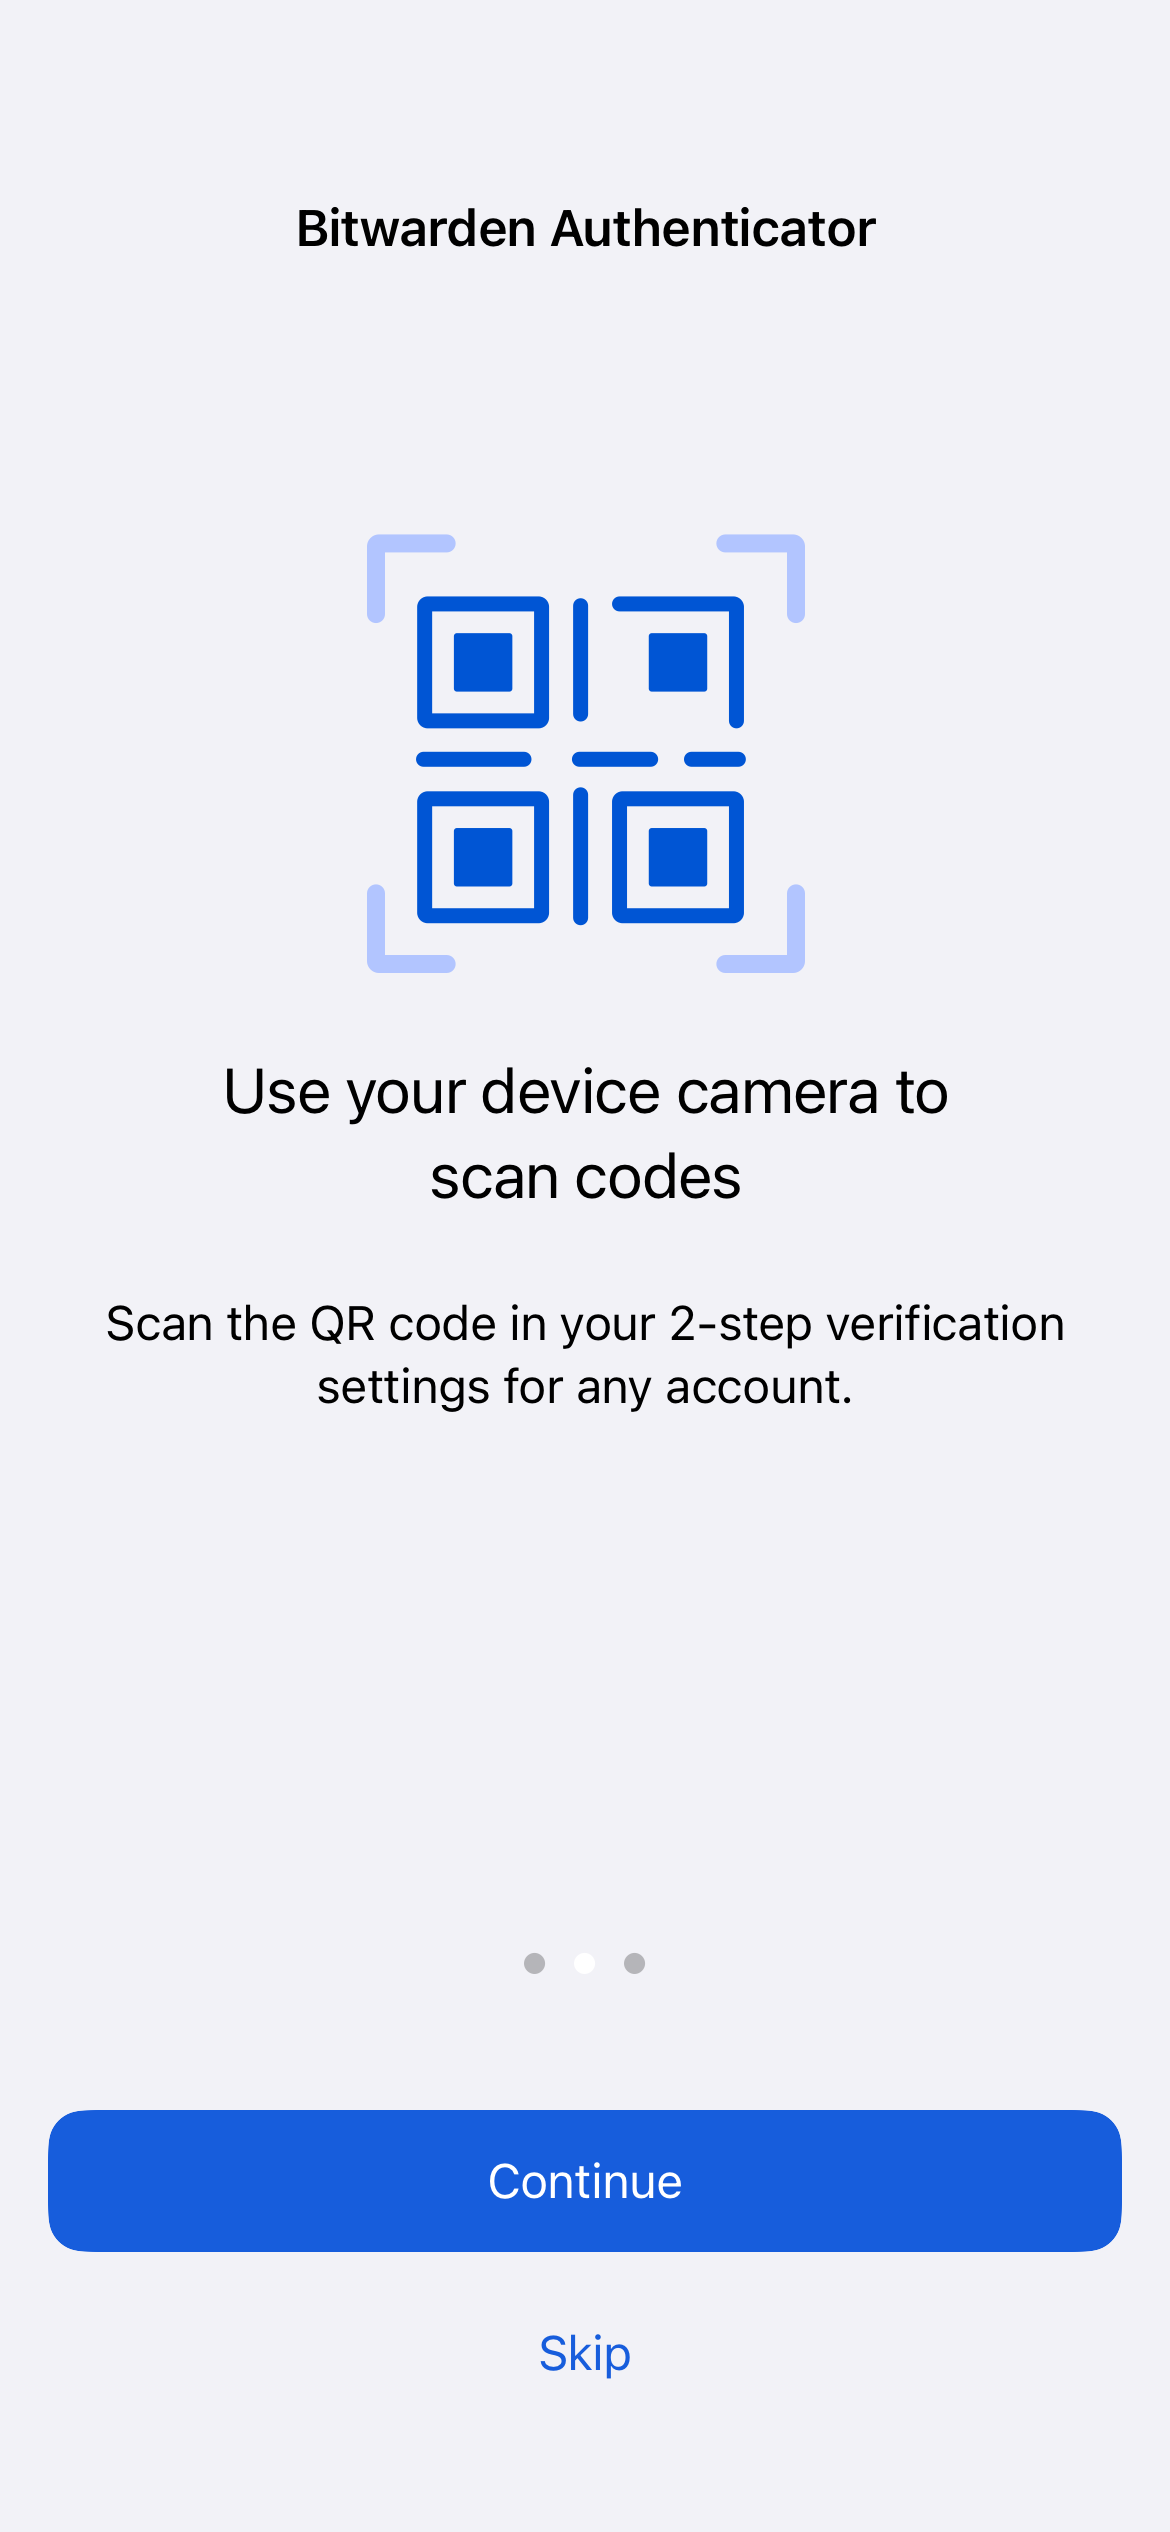 Bitwarden Authenticator
Use your device camera to
scan codes
Scan the QR code in your 2-step verification
settings for any account.
Continue
Skip